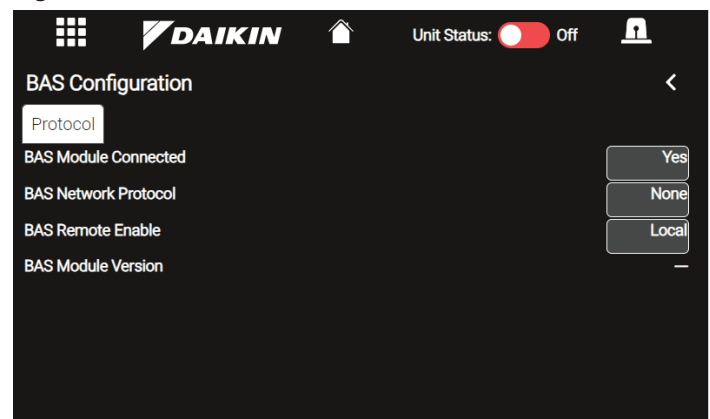 DAIKIN Unit Status: Off
BAS Configuration
Protocol
BAS Module Connected Yes
BAS Network Protocol None
BAS Remote Enable Local
BAS Module Version —